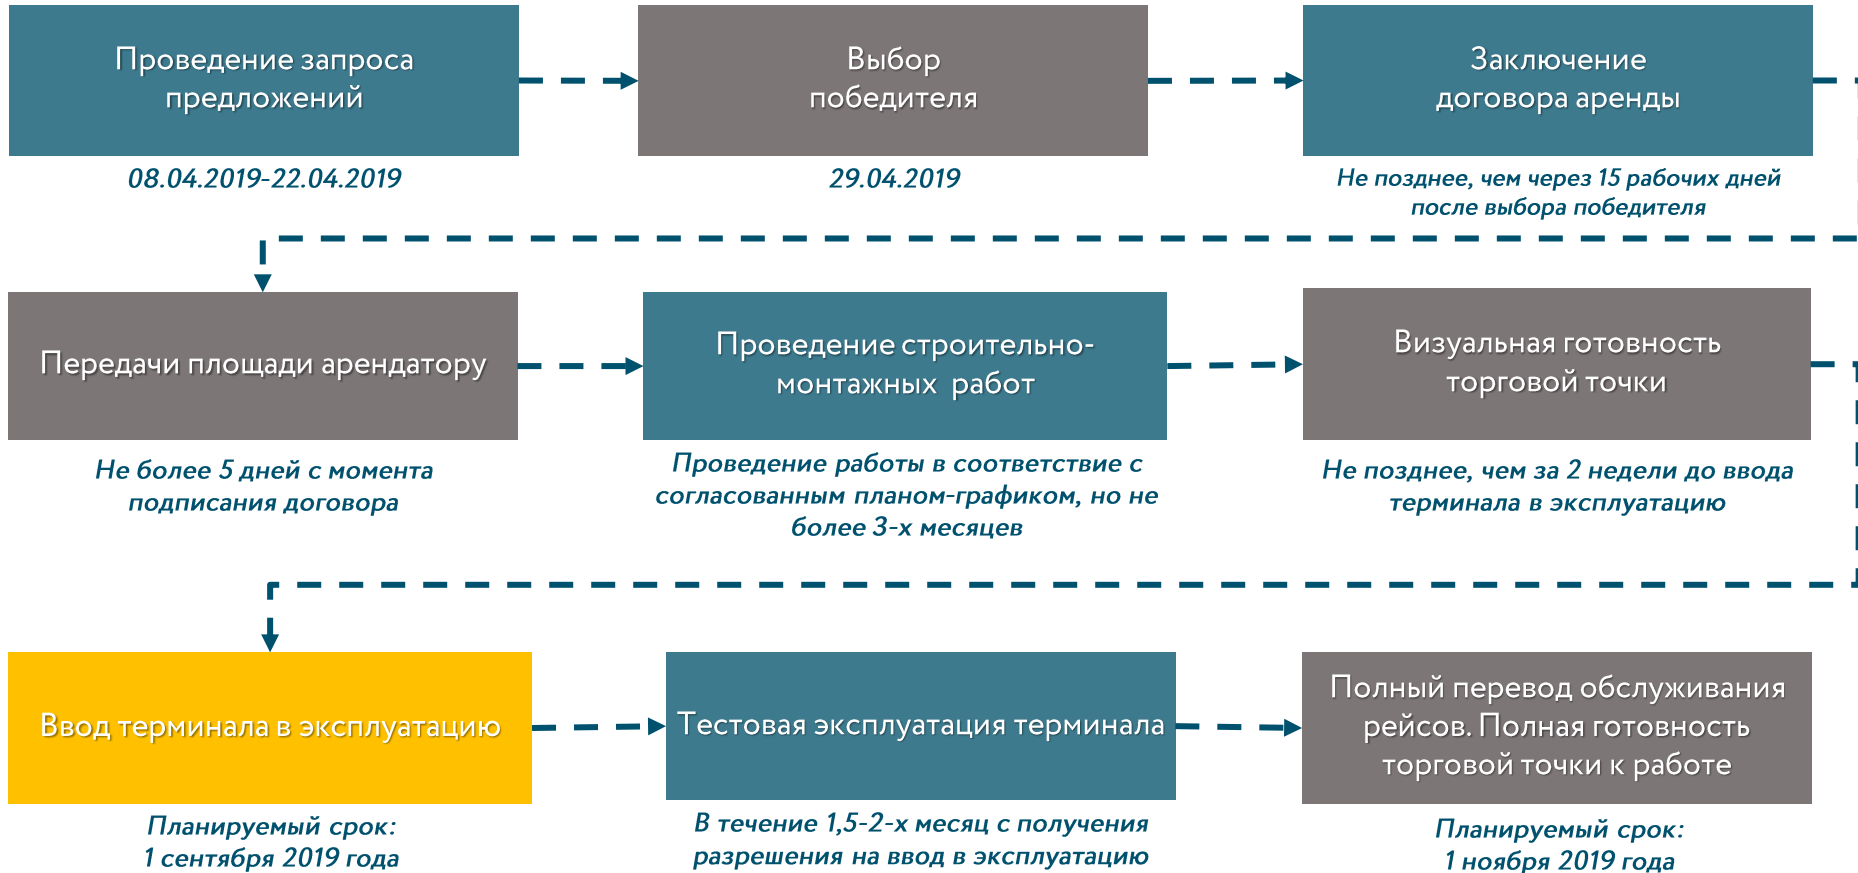 Проведение запроса
предложений
08.04.2019-22.04.2019
Выбор
победителя
29.04.2019
Заключение
договора аренды
Не позднее, чем через 15 рабочих дней
после выбора победителя
Передачи площади арендатору
Не более 5 дней с момента
подписания договора
Проведение строительно-
монтажных работ
Проведение работы в соответствие с
согласованным планом-графиком, но не
более 3-х месяцев
Визуальная готовность
торговой точки
Не позднее, чем за 2 недели до ввода
терминала в эксплуатацию
Ввод терминала в эксплуатацию
Планируемый срок:
1 сентября 2019 года
Тестовая эксплуатация терминала
В течение 1,5-2-х месяц с получения
разрешения на ввод в эксплуатацию
Полный перевод обслуживания
рейсов. Полная готовность
торговой точки к работе
Планируемый срок:
1 ноября 2019 года